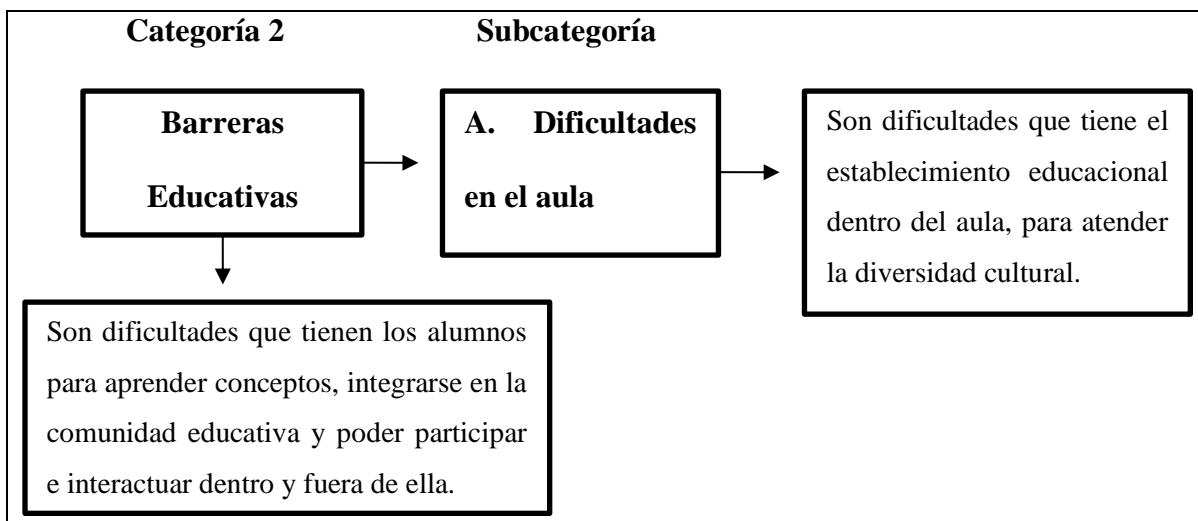 Categoría 2
Subcategoría
Barreras
Educativas
A. Dificultades
en el aula
Son dificultades que tiene el
establecimiento educacional
dentro del aula, para atender
la diversidad cultural.
Son dificultades que tienen los alumnos
para aprender conceptos, integrarse en la
comunidad educativa y poder participar
e interactuar dentro y fuera de ella.